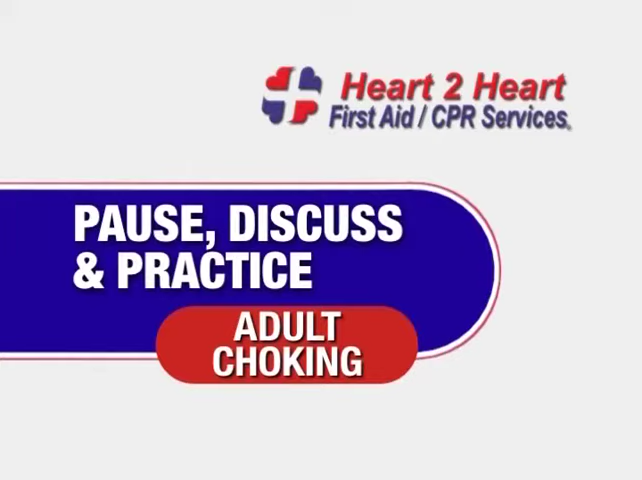 Heart 2 Heart
First Aid / CPR Services
PAUSE, DISCUSS
& PRACTICE
ADULT
CHOKING